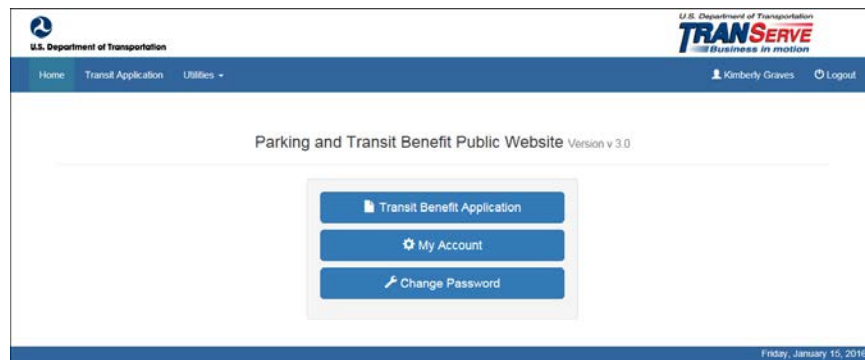 U.S. Department of Transportation
U.S. Department of Transportation
TRANSERVE
Business in motion
Home Transit Application Utilities Kimberly Graves Logout
Parking and Transit Benefit Public Website Version v 3.0
Transit Benefit Application
My Account
Change Password
Friday, January 15, 2016